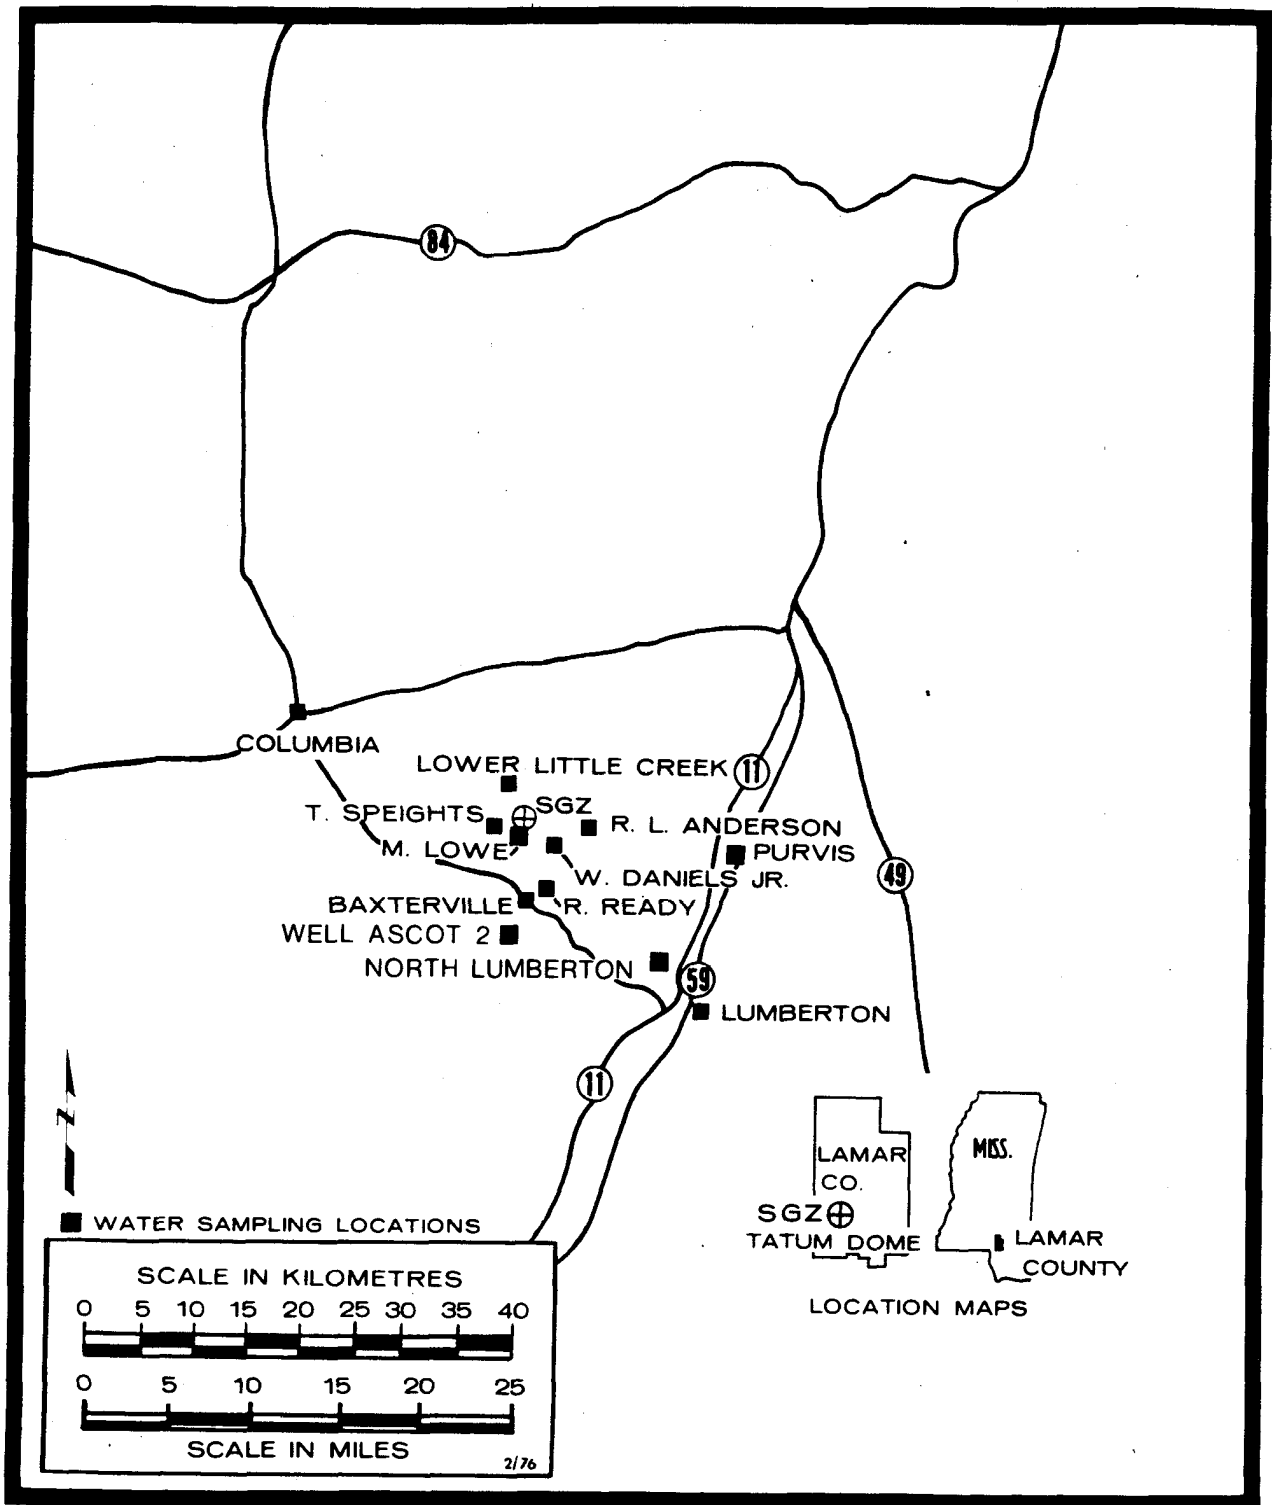 84
COLUMBIA
LOWER LITTLE CREEK
11
T. SPEIGHTS
SGZ
R. L. ANDERSON
M. LOWE
PURVIS
W. DANIELS JR.
49
BAXTERVILLE
R. READY
WELL ASCOT 2
NORTH LUMBERTON
59
LUMBERTON
11
N
LAMAR
CO.
MISS.
SGZ
TATUM DOME
LAMAR
COUNTY
LOCATION MAPS
WATER SAMPLING LOCATIONS
SCALE IN KILOMETRES
0 5 10 15 20 25 30 35 40
0 5 10 15 20 25
SCALE IN MILES
2/76